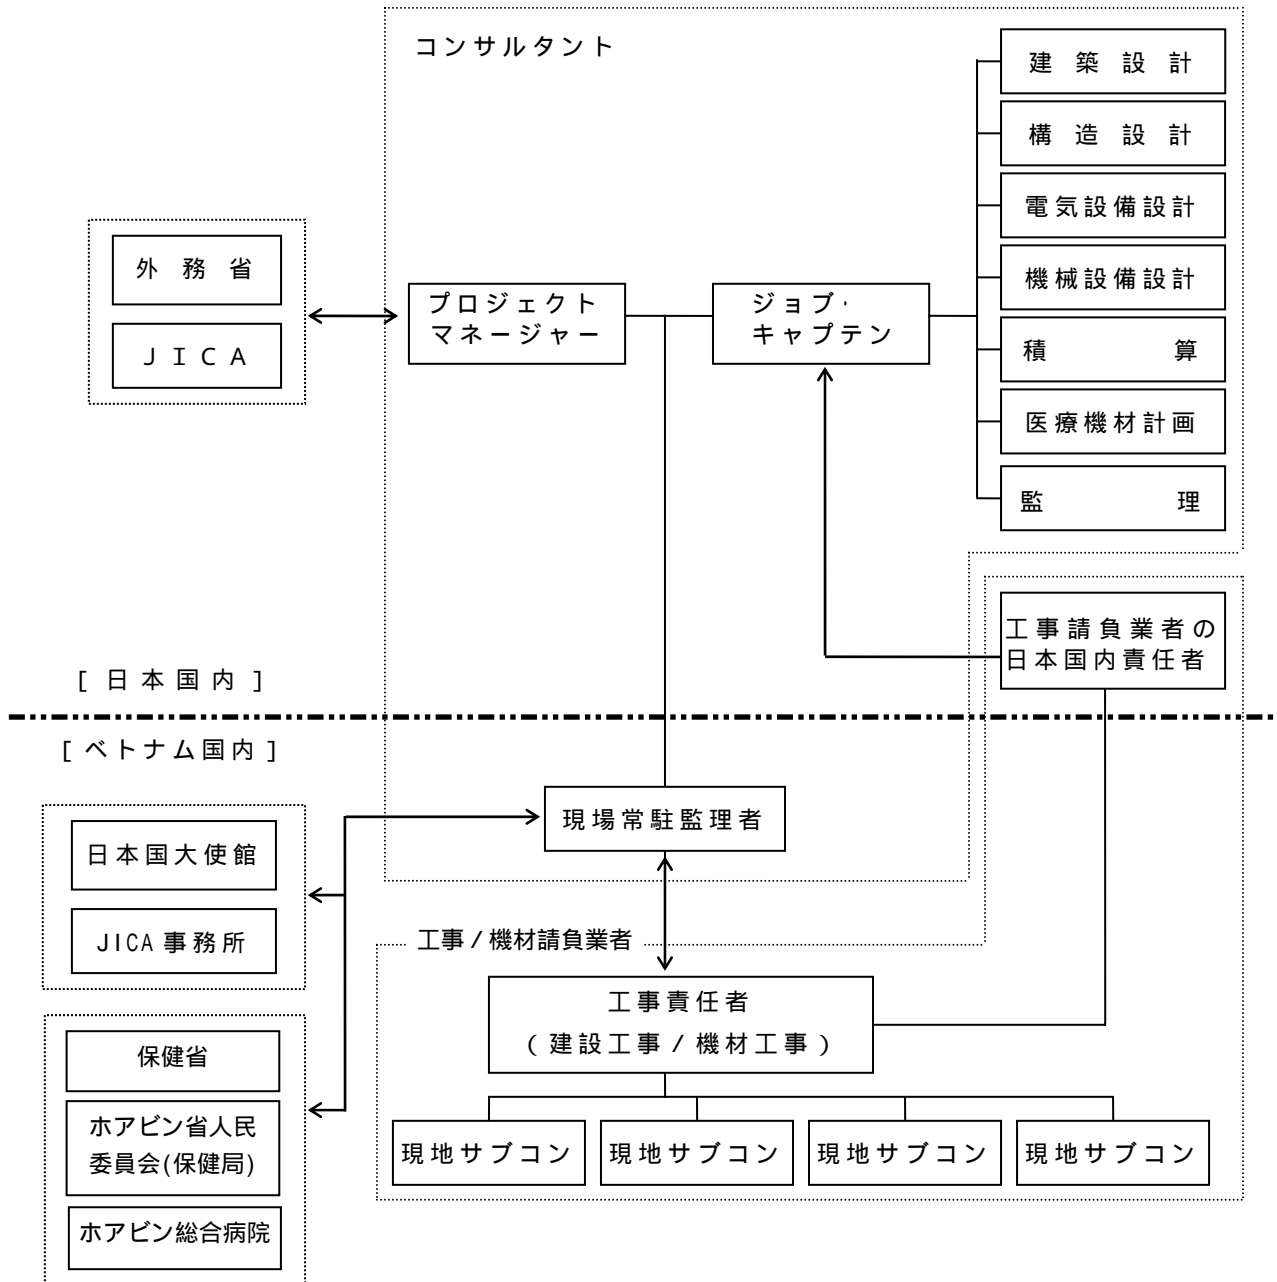 コンサルタント
建築設計
構造設計
電気設備設計
機械設備設計
積算
医療機材計画
監理
外務省
ＪＩＣＡ
プロジェクト
マネージャー
ジョブ・
キャプテン
工事請負業者の
日本国内責任者
[ 日本国内 ]
[ ベトナム国内 ]
現場常駐監理者
日本国大使館
JICA 事務所
保健省
ホアビン省人民
委員会(保健局)
ホアビン総合病院
工事 / 機材請負業者
工事責任者
( 建設工事 / 機材工事 )
現地サブコン
現地サブコン
現地サブコン
現地サブコン